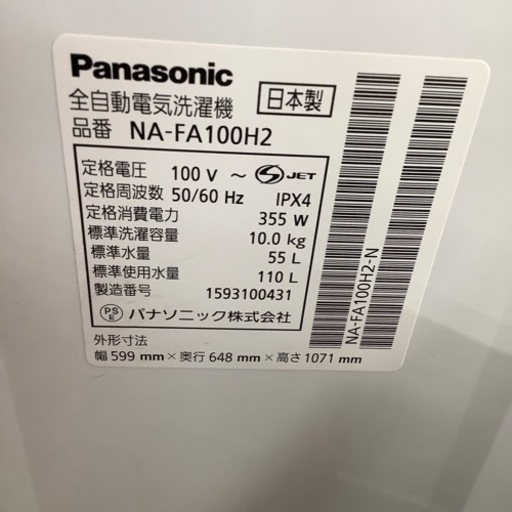 Panasonic
全自動電気洗濯機 日本製
品番 NA-FA100H2
定格電圧 100 V ～ S JET
定格周波数 50/60 Hz IPX4
定格消費電力 355 W
標準洗濯容量 10.0 kg
標準水量 55 L
標準使用水量 110 L
製造番号 1593100431
PS E パナソニック株式会社
外形寸法
幅 599 mm × 奥行 648 mm × 高さ 1071 mm
NA-FA100H2-N